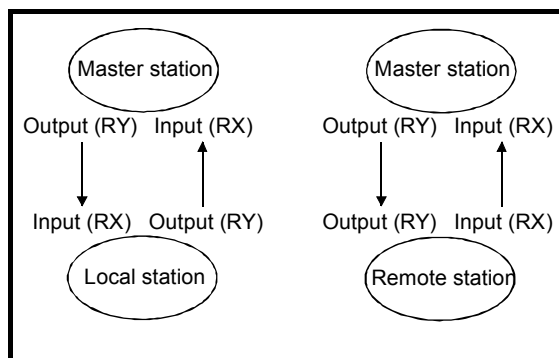 Master station Master station
Output (RY) Input (RX) Output (RY) Input (RX)
Input (RX) Output (RY) Output (RY) Input (RX)
Local station Remote station